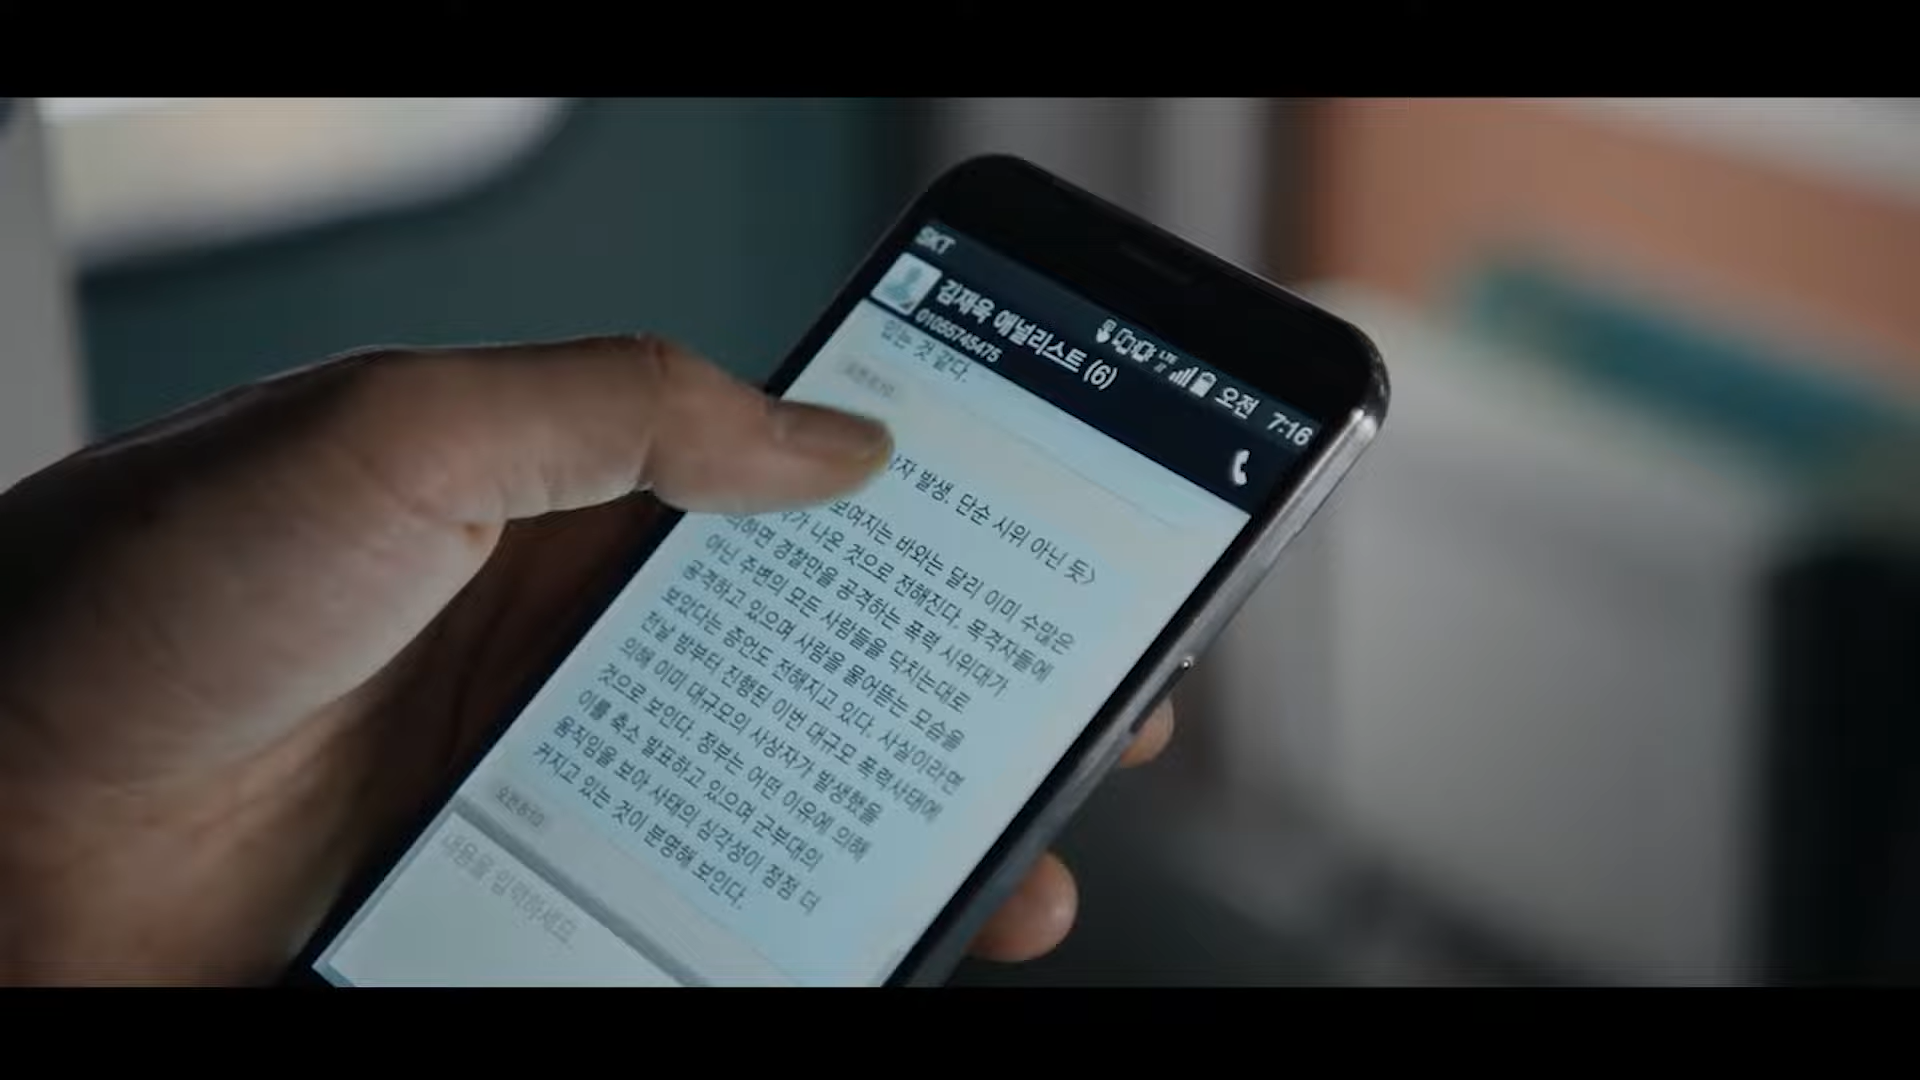 SKT
LTE
오전 7:16
김재욱 애널리스트 (6)
01055745475
있는 것 같다.
발생. 단순 시위 아닌 듯>
보여지는 바와는 달리 이미 수많은
나온 것으로 전해진다. 목격자들에
의하면 경찰만을 공격하는 폭력 시위대가
아닌 주변의 모든 사람들을 닥치는대로
공격하고 있으며 사람을 물어뜯는 모습을
보았다는 증언도 전해지고 있다. 사실이라면
전날 밤부터 진행된 이번 대규모 폭력사태에
의해 이미 대규모의 사상자가 발생했을
것으로 보인다. 정부는 어떤 이유에 의해
이를 축소 발표하고 있으며 군부대의
움직임을 보아 사태의 심각성이 점점 더
커지고 있는 것이 분명해 보인다.
내용을 입력하세요.